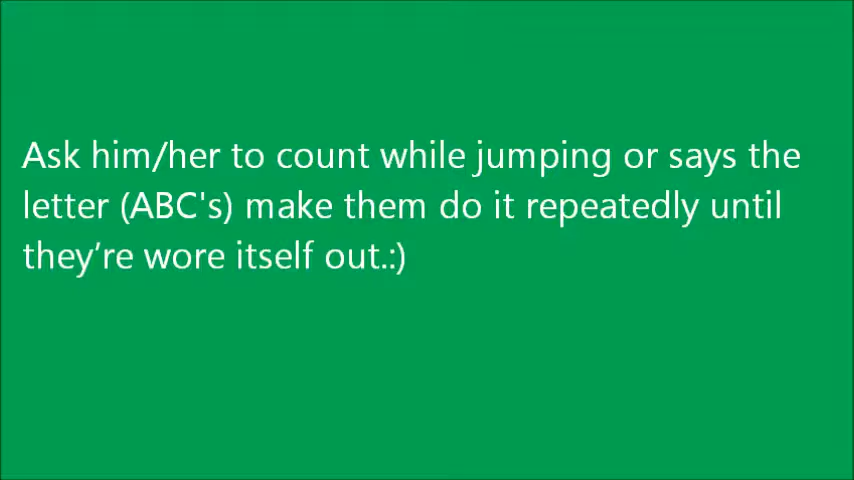 Ask him/her to count while jumping or says the
letter (ABC's) make them do it repeatedly until
they’re wore itself out.:)